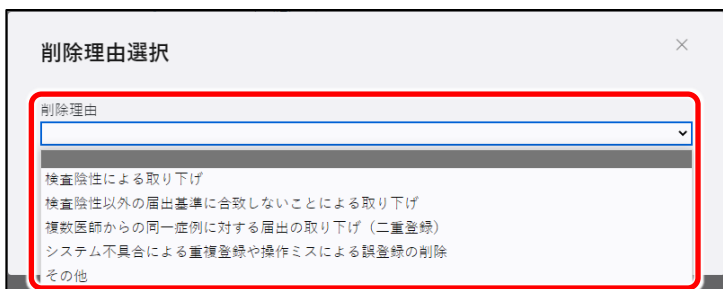 削除理由選択
削除理由
検査陰性による取り下げ
検査陰性以外の届出基準に合致しないことによる取り下げ
複数医師からの同一症例に対する届出の取り下げ（二重登録）
システム不具合による重複登録や操作ミスによる誤登録の削除
その他